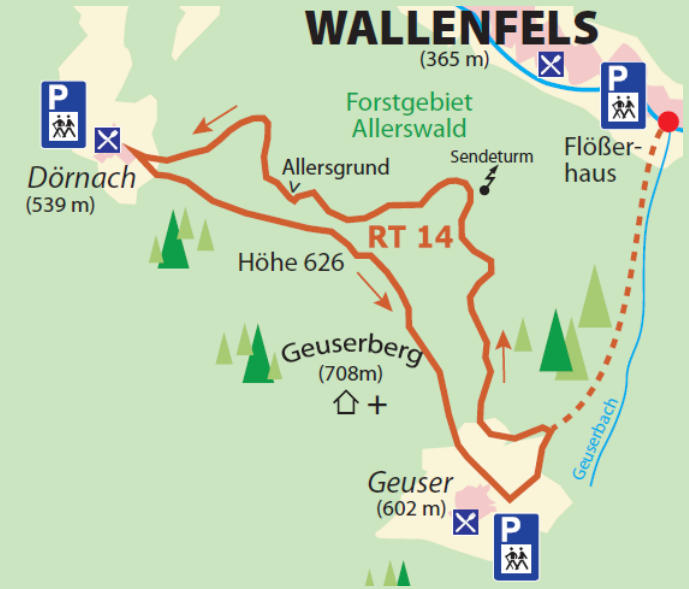 WALLENFELS
(365 m)
P
P
Forstgebiet
Allerswald
Flößer-
haus
Dörnach
(539 m)
Allersgrund
Sendeturm
RT 14
Höhe 626
Geuserberg
(708m)
Geuserbach
Geuser
(602 m)
P